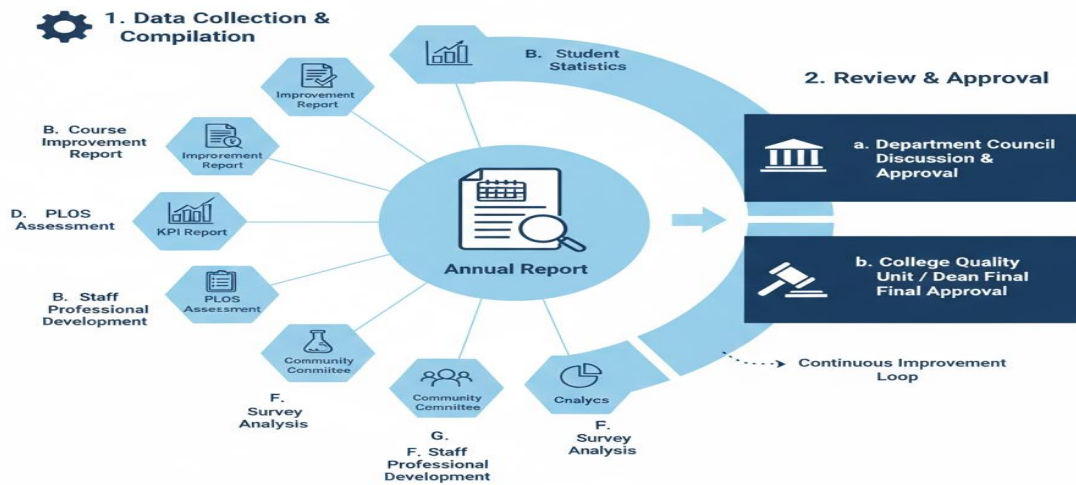 1. Data Collection &
Compilation
B. Student
Statistics
Improvement
Report
B. Course
Improvement
Report
Improrement
Report
D. PLOS
Assessment
KPI Report
B. Staff
Professional
Development
PLOS
Assessment
Community
Conmiitee
F.
Survey
Analysis
Community
Cemniitee
G.
F. Staff
Professional
Development
Cnalycs
F.
Survey
Analysis
Annual Report
2. Review & Approval
a. Department Council
Discussion &
Approval
b. College Quality
Unit / Dean Final
Final Approval
Continuous Improvement
Loop